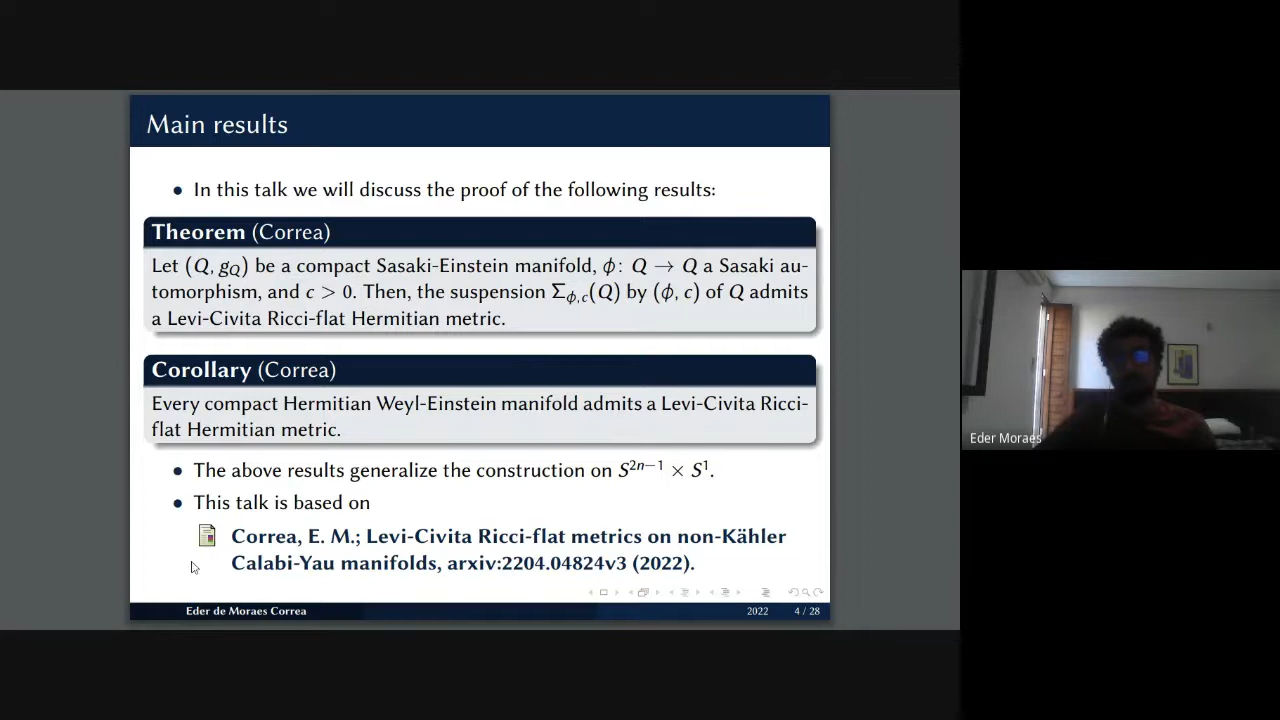 Main results
• In this talk we will discuss the proof of the following results:
Theorem (Correa)
Let (Q, g_Q) be a compact Sasaki-Einstein manifold, ϕ: Q → Q a Sasaki au-
tomorphism, and c > 0. Then, the suspension Σ_{ϕ,c}(Q) by (ϕ, c) of Q admits
a Levi-Civita Ricci-flat Hermitian metric.
Corollary (Correa)
Every compact Hermitian Weyl-Einstein manifold admits a Levi-Civita Ricci-
flat Hermitian metric.
• The above results generalize the construction on S^{2n−1} × S^1.
• This talk is based on
Correa, E. M.; Levi-Civita Ricci-flat metrics on non-Kähler
Calabi-Yau manifolds, arxiv:2204.04824v3 (2022).
Eder de Moraes Correa
2022
4 / 28
Eder Moraes